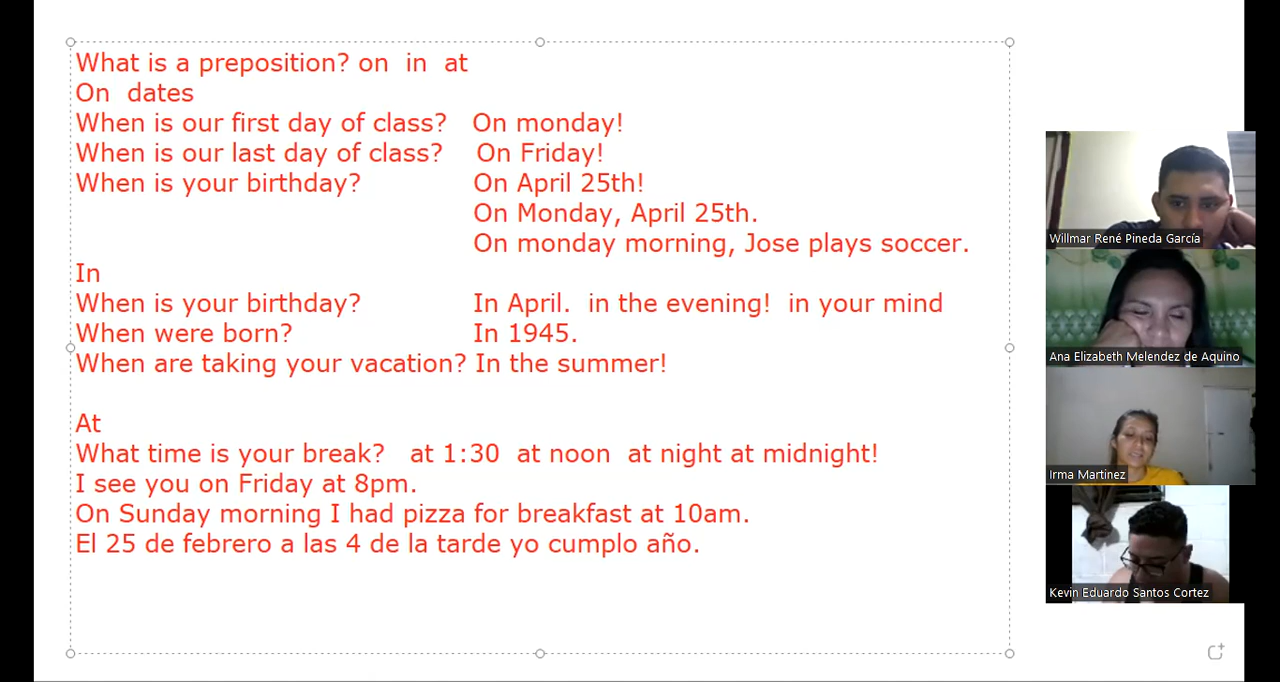 What is a preposition? on in at
On dates
When is our first day of class? On monday!
When is our last day of class? On Friday!
When is your birthday? On April 25th!
On Monday, April 25th.
On monday morning, Jose plays soccer.
In
When is your birthday? In April. in the evening! in your mind
When were born? In 1945.
When are taking your vacation? In the summer!
At
What time is your break? at 1:30 at noon at night at midnight!
I see you on Friday at 8pm.
On Sunday morning I had pizza for breakfast at 10am.
El 25 de febrero a las 4 de la tarde yo cumplo año.
Willmar René Pineda García
Ana Elizabeth Melendez de Aquino
Irma Martínez
Kevin Eduardo Santos Cortez